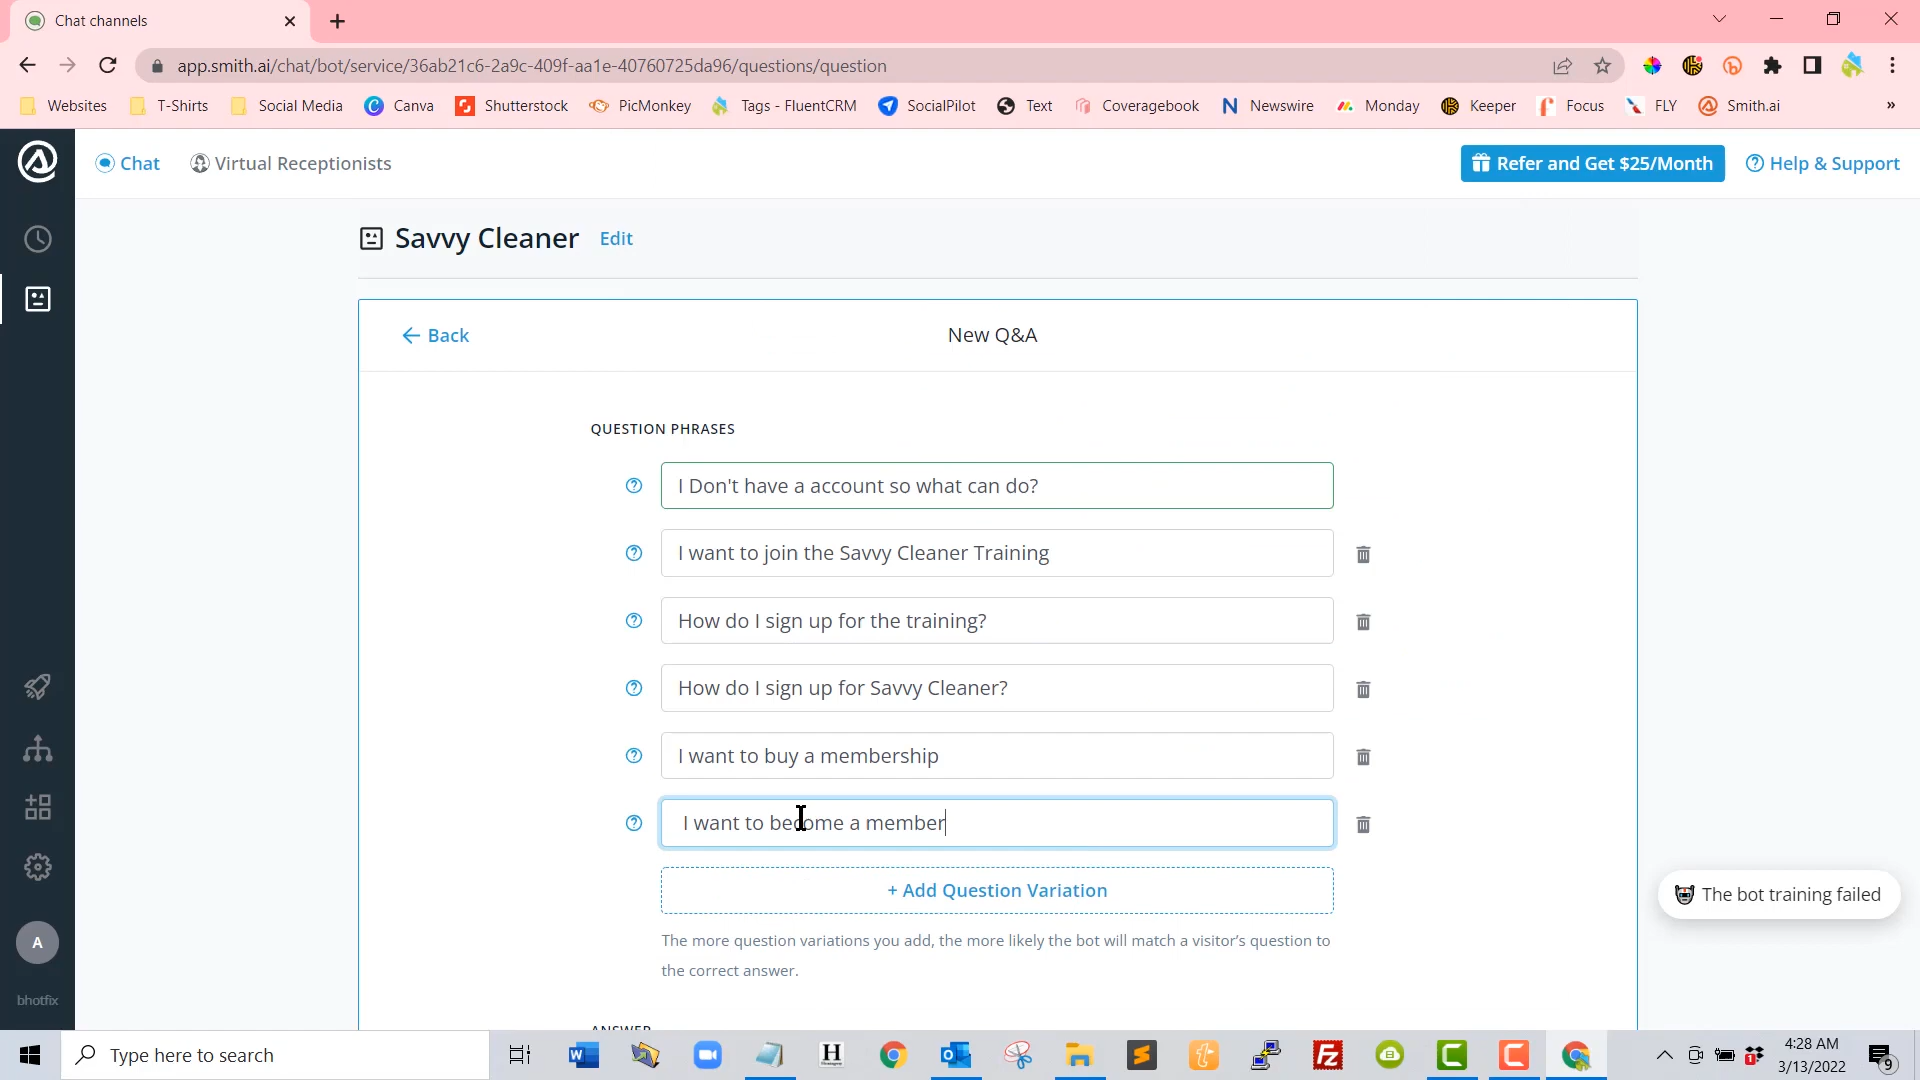 Chat channels
app.smith.ai/chat/bot/service/36ab21c6-2a9c-409f-aa1e-40760725da96/questions/question
Websites T-Shirts Social Media Canva Shutterstock PicMonkey Tags - FluentCRM SocialPilot Text Coveragebook Newswire Monday Keeper Focus FLY Smith.ai »
Chat Virtual Receptionists Refer and Get $25/Month Help & Support
Savvy Cleaner Edit
Back New Q&A
QUESTION PHRASES
I Don't have a account so what can do?
I want to join the Savvy Cleaner Training
How do I sign up for the training?
How do I sign up for Savvy Cleaner?
I want to buy a membership
I want to become a member
+ Add Question Variation
The bot training failed
The more question variations you add, the more likely the bot will match a visitor's question to
the correct answer.
A
bhotfix
ANSWER
Type here to search
4:28 AM
3/13/2022
9